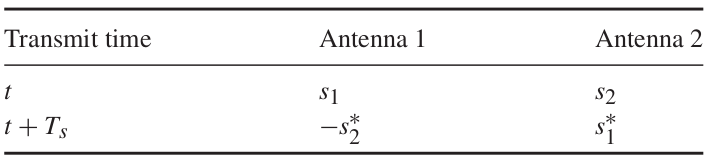 Transmit time Antenna 1 Antenna 2
t s₁ s₂
t + Tₛ −s₂* s₁*